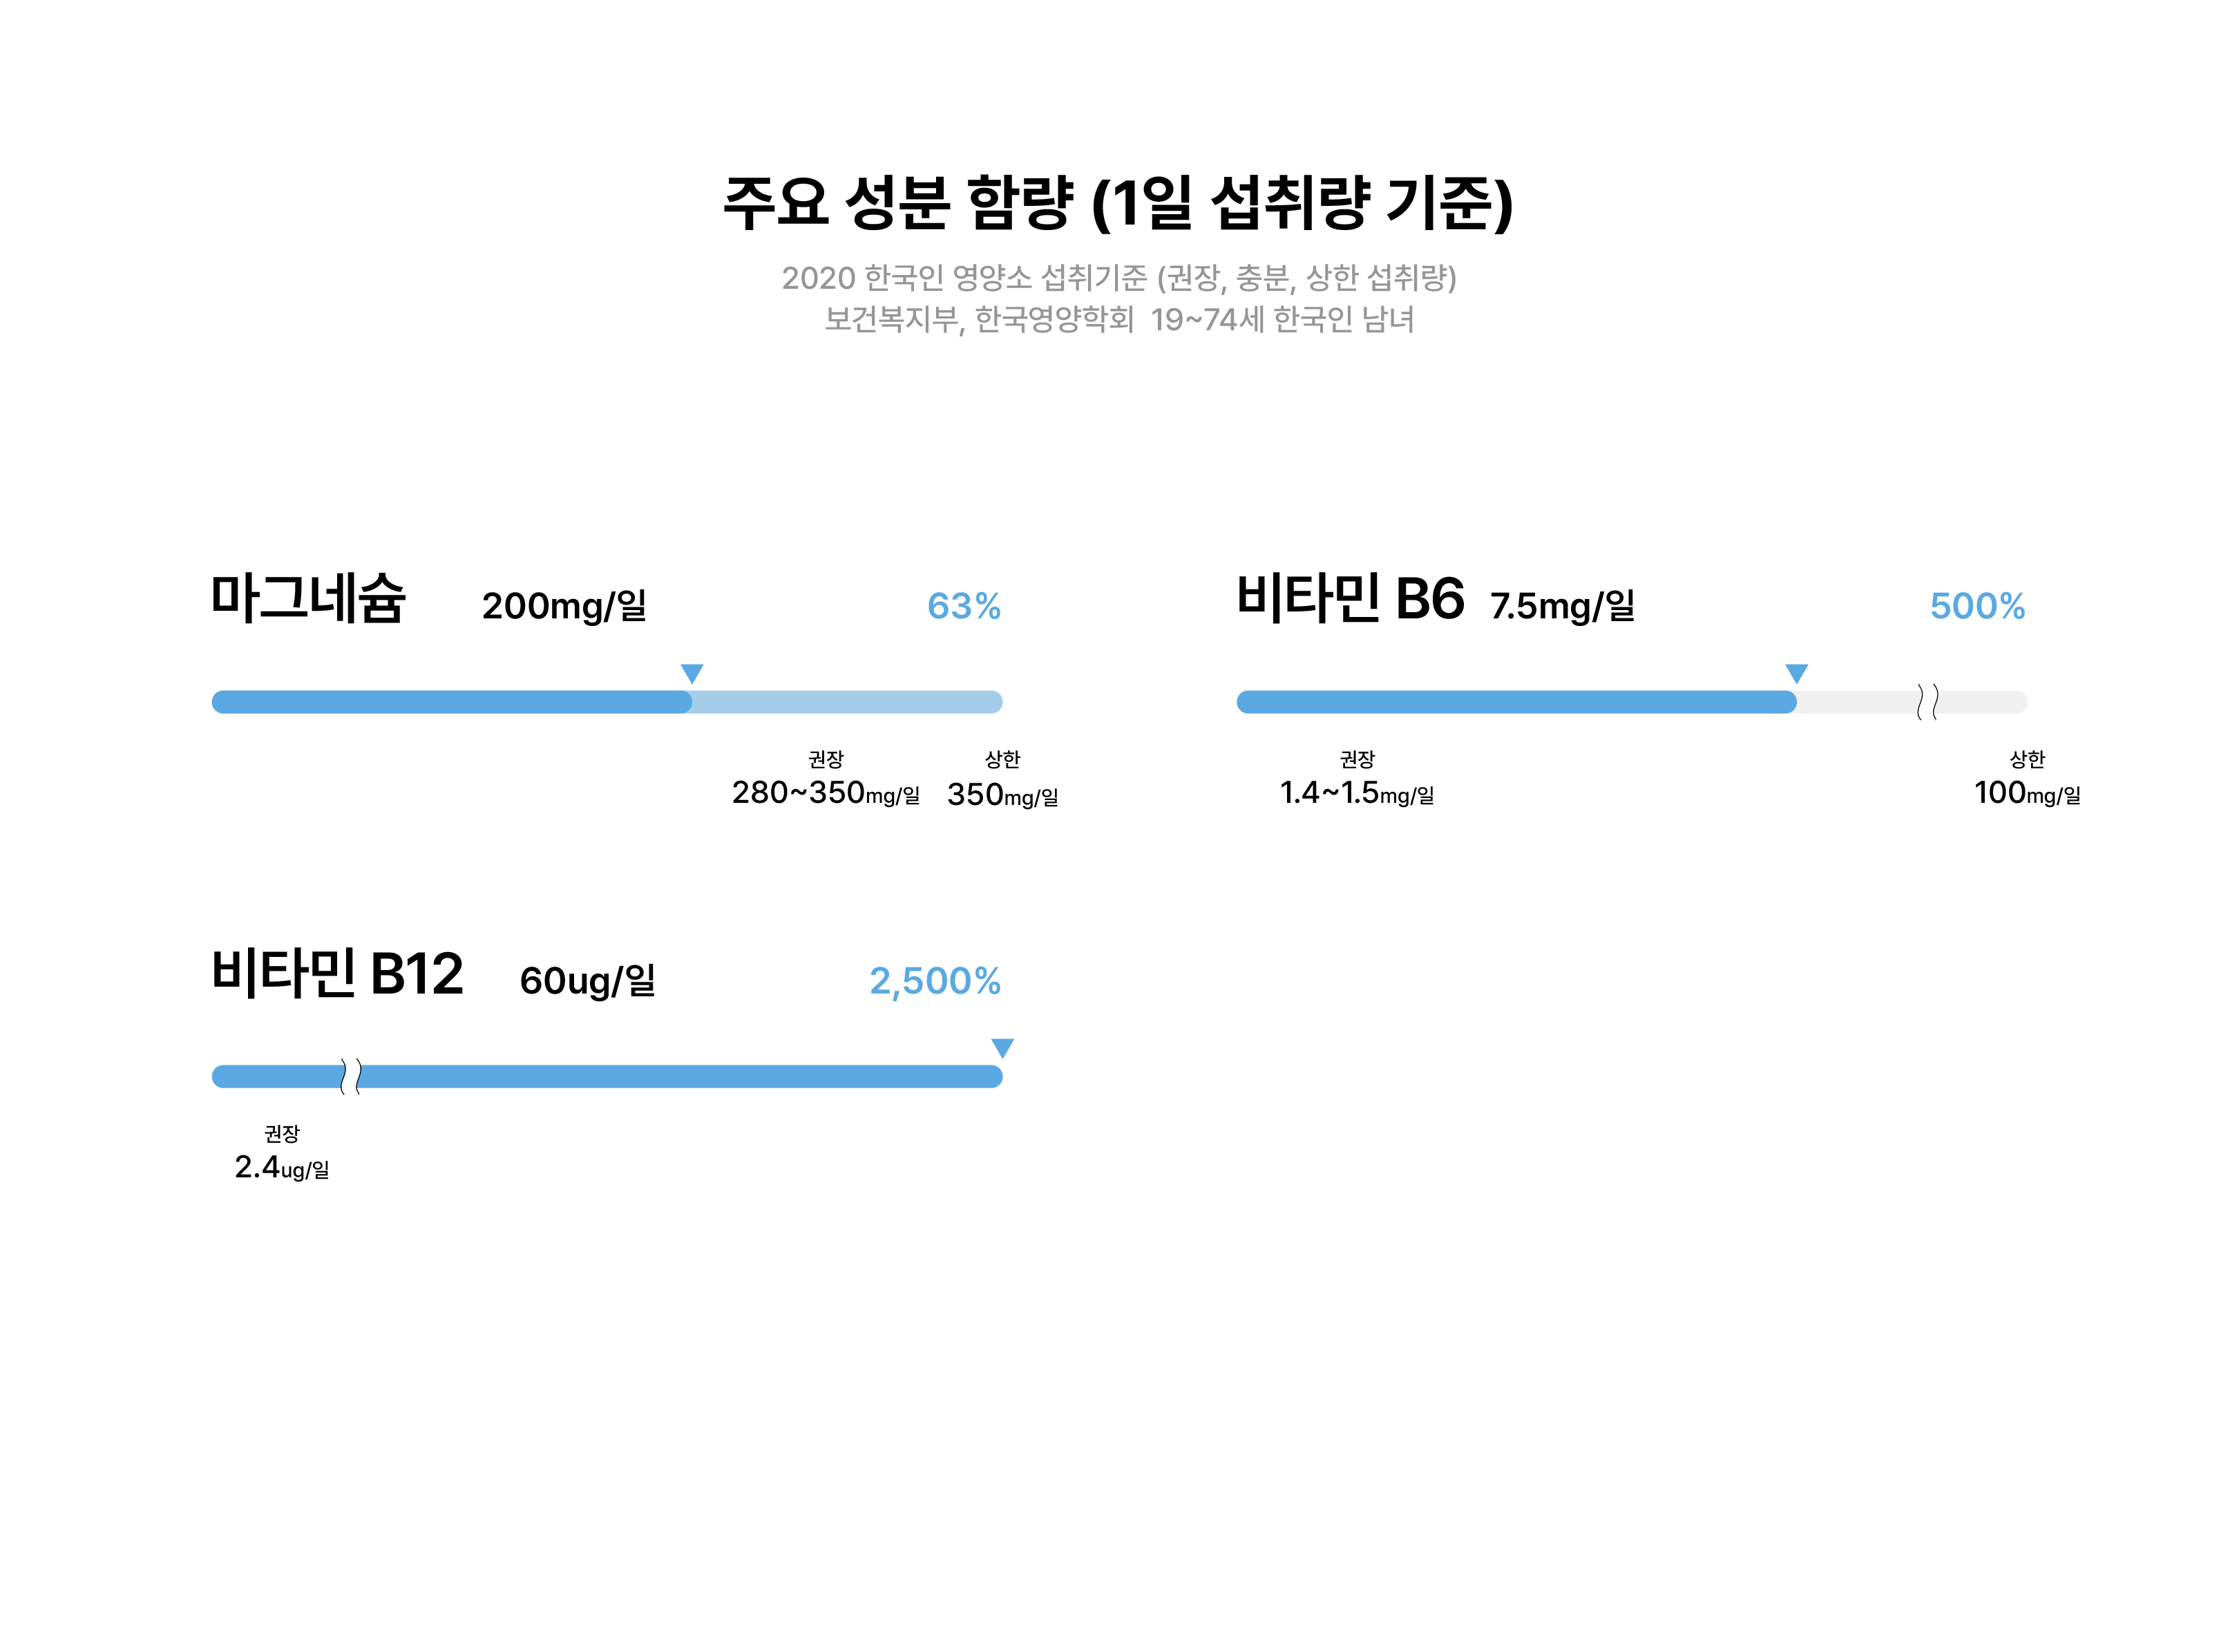 주요 성분 함량 (1일 섭취량 기준)
2020 한국인 영양소 섭취기준 (권장, 충분, 상한 섭취량)
보건복지부, 한국영양학회 19~74세 한국인 남녀
마그네슘 200mg/일 63%
권장 상한
280~350mg/일 350mg/일
비타민 B6 7.5mg/일 500%
권장 상한
1.4~1.5mg/일 100mg/일
비타민 B12 60ug/일 2,500%
권장
2.4ug/일